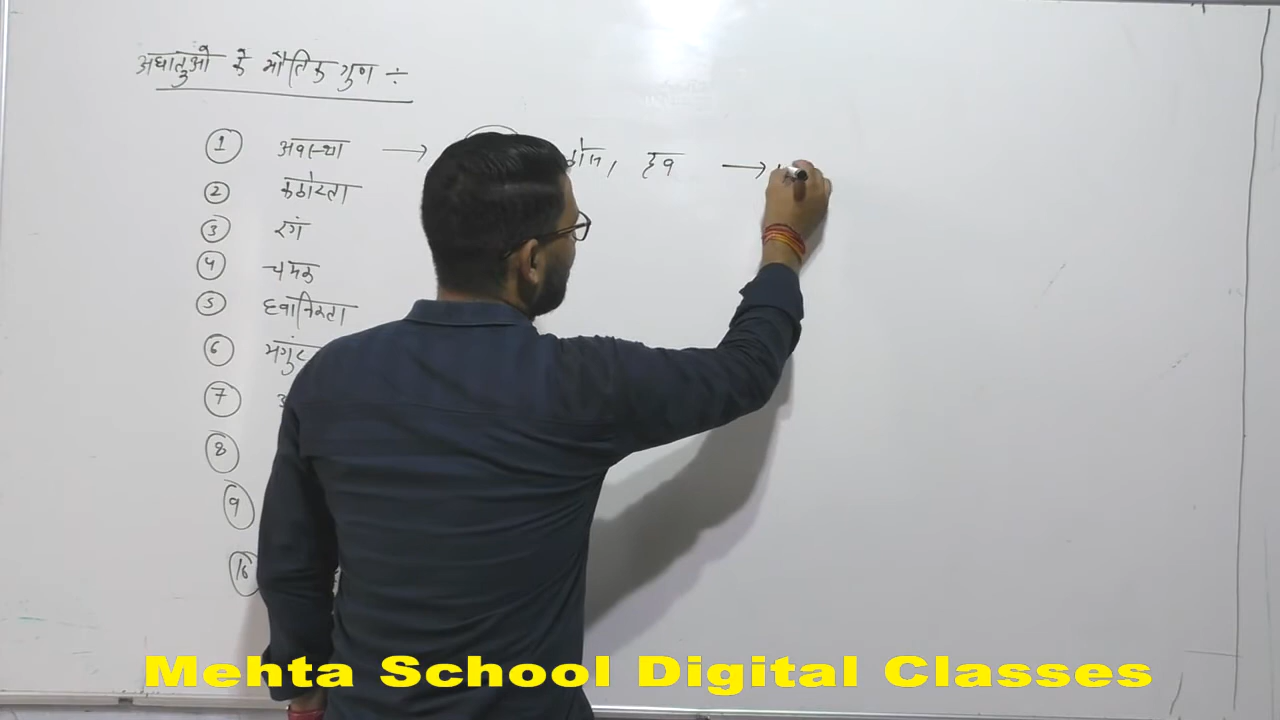 अधातुओं के भौतिक गुण ÷
1 अवस्था → ठोस, द्रव →
2 कठोरता
3 रंग
4 चमक
5 ध्वानिकता
6 भंगु
7
8
9
10
Mehta School Digital Classes